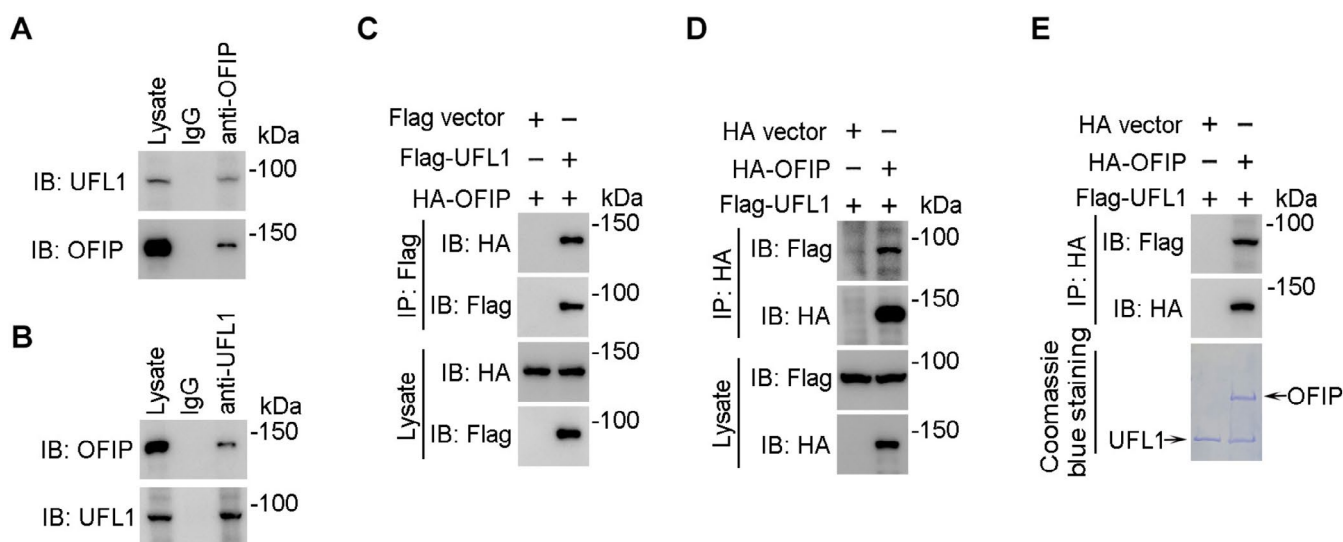 A
Lysate
IgG
anti-OFIP
kDa
IB: UFL1
-100
IB: OFIP
-150
B
Lysate
IgG
anti-UFL1
kDa
IB: OFIP
-150
IB: UFL1
-100
C
Flag vector + −
Flag-UFL1 − +
HA-OFIP + + kDa
IP: Flag
IB: HA -150
IB: Flag -100
Lysate
IB: HA -150
IB: Flag -100
D
HA vector + −
HA-OFIP − +
Flag-UFL1 + + kDa
IP: HA
IB: Flag -100
IB: HA -150
Lysate
IB: Flag -100
IB: HA -150
E
HA vector + −
HA-OFIP − +
Flag-UFL1 + + kDa
IP: HA
IB: Flag -100
IB: HA -150
Coomassie
blue staining
OFIP
UFL1